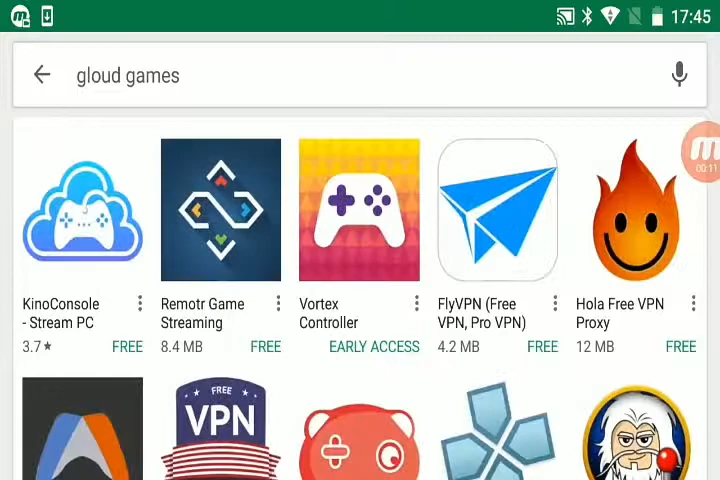 17:45
gloud games
00:11
KinoConsole
- Stream PC
3.7★
FREE
Remotr Game
Streaming
8.4 MB
FREE
Vortex
Controller
EARLY ACCESS
FlyVPN (Free
VPN, Pro VPN)
4.2 MB
FREE
Hola Free VPN
Proxy
12 MB
FREE
FREE
VPN